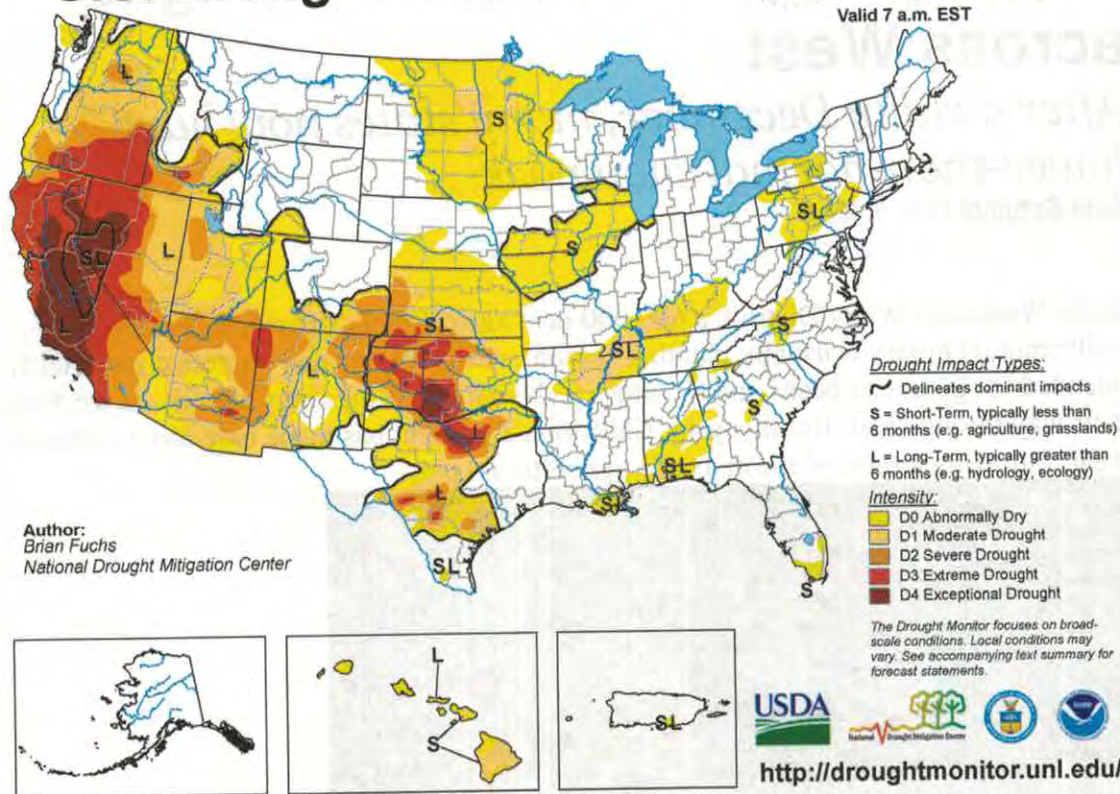 Valid 7 a.m. EST
L
S
S
SL
L
SL
L
L
SL
SL
S
L
L
SL
S
SL
S
SL
S
Drought Impact Types:
Delineates dominant impacts
S = Short-Term, typically less than
6 months (e.g. agriculture, grasslands)
L = Long-Term, typically greater than
6 months (e.g. hydrology, ecology)
Intensity:
D0 Abnormally Dry
D1 Moderate Drought
D2 Severe Drought
D3 Extreme Drought
D4 Exceptional Drought
Author:
Brian Fuchs
National Drought Mitigation Center
The Drought Monitor focuses on broad-
scale conditions. Local conditions may
vary. See accompanying text summary for
forecast statements.
L
S
SL
USDA
National Drought Mitigation Center
http://droughtmonitor.unl.edu/